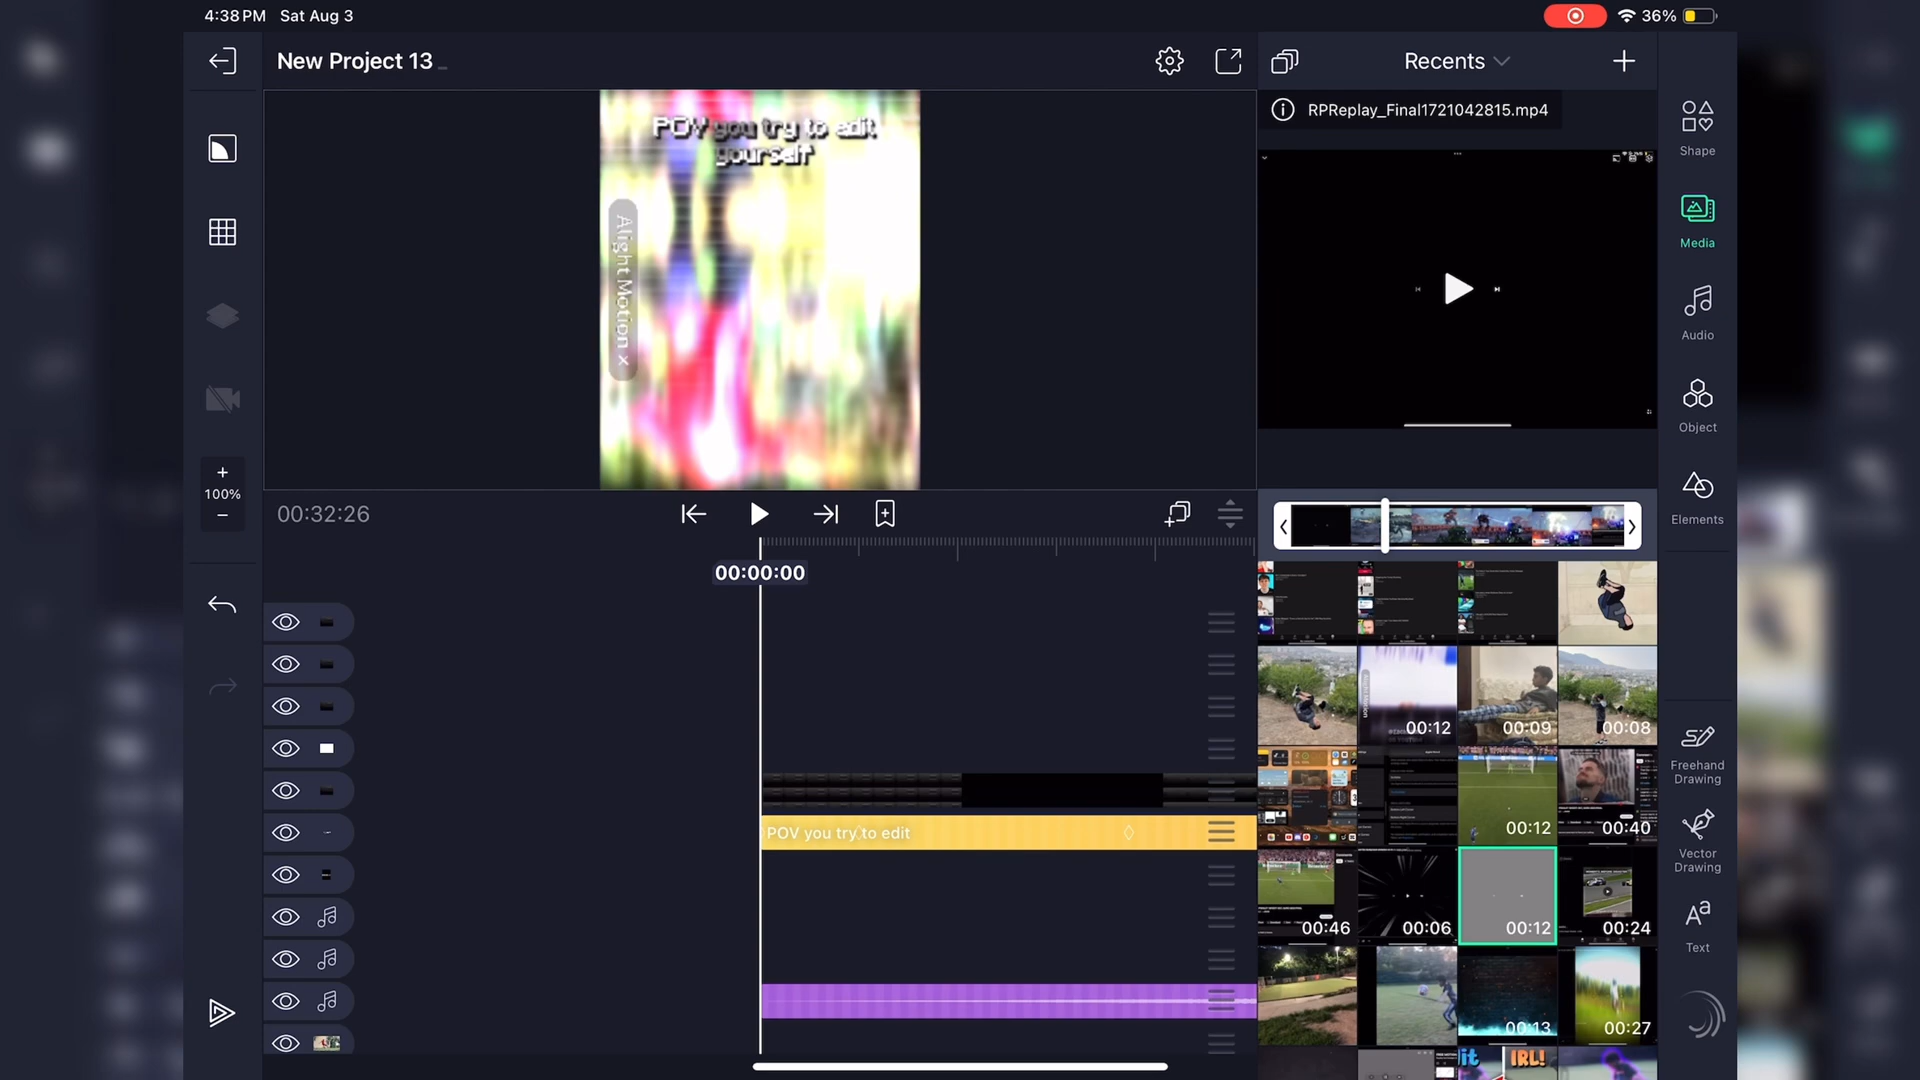 4:38 PM Sat Aug 3
36%
New Project 13
Recents
RPReplay_Final1721042815.mp4
Shape
Media
Audio
Object
Elements
Freehand
Drawing
Vector
Drawing
Text
POV you try to edit
yourself
Alight Motion ×
+
100%
−
00:32:26
00:00:00
POV you try to edit
00:12
00:09
00:08
00:12
00:40
00:46
00:06
00:12
00:24
00:13
00:27
IRL!